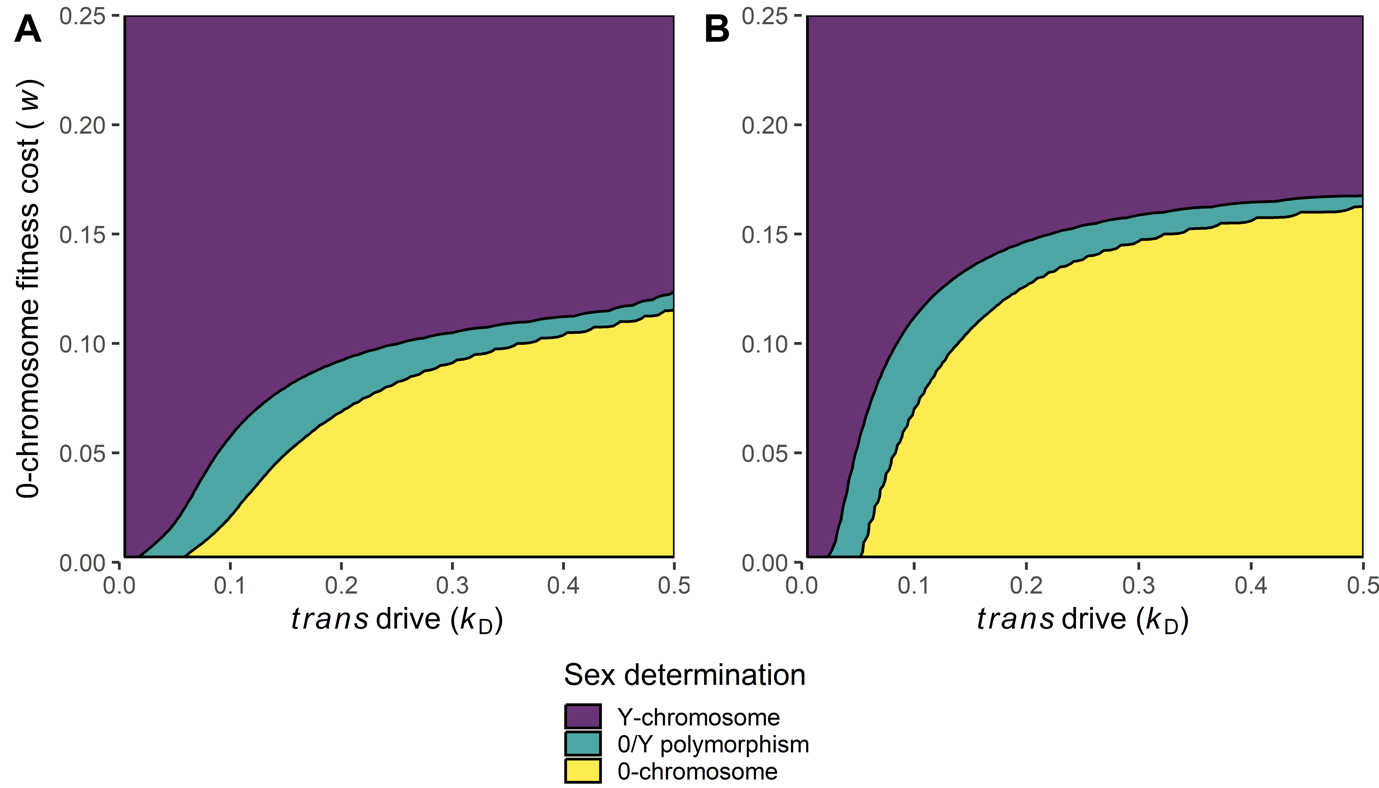 A
B
0-chromosome fitness cost ( w)
0.25
0.20
0.15
0.10
0.05
0.00
0.0 0.1 0.2 0.3 0.4 0.5
trans drive (kD)
0.25
0.20
0.15
0.10
0.05
0.00
0.0 0.1 0.2 0.3 0.4 0.5
trans drive (kD)
Sex determination
Y-chromosome
0/Y polymorphism
0-chromosome